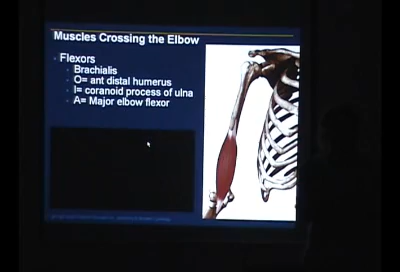 Muscles Crossing the Elbow
Flexors
Brachialis
O= ant distal humerus
I= coranoid process of ulna
A= Major elbow flexor